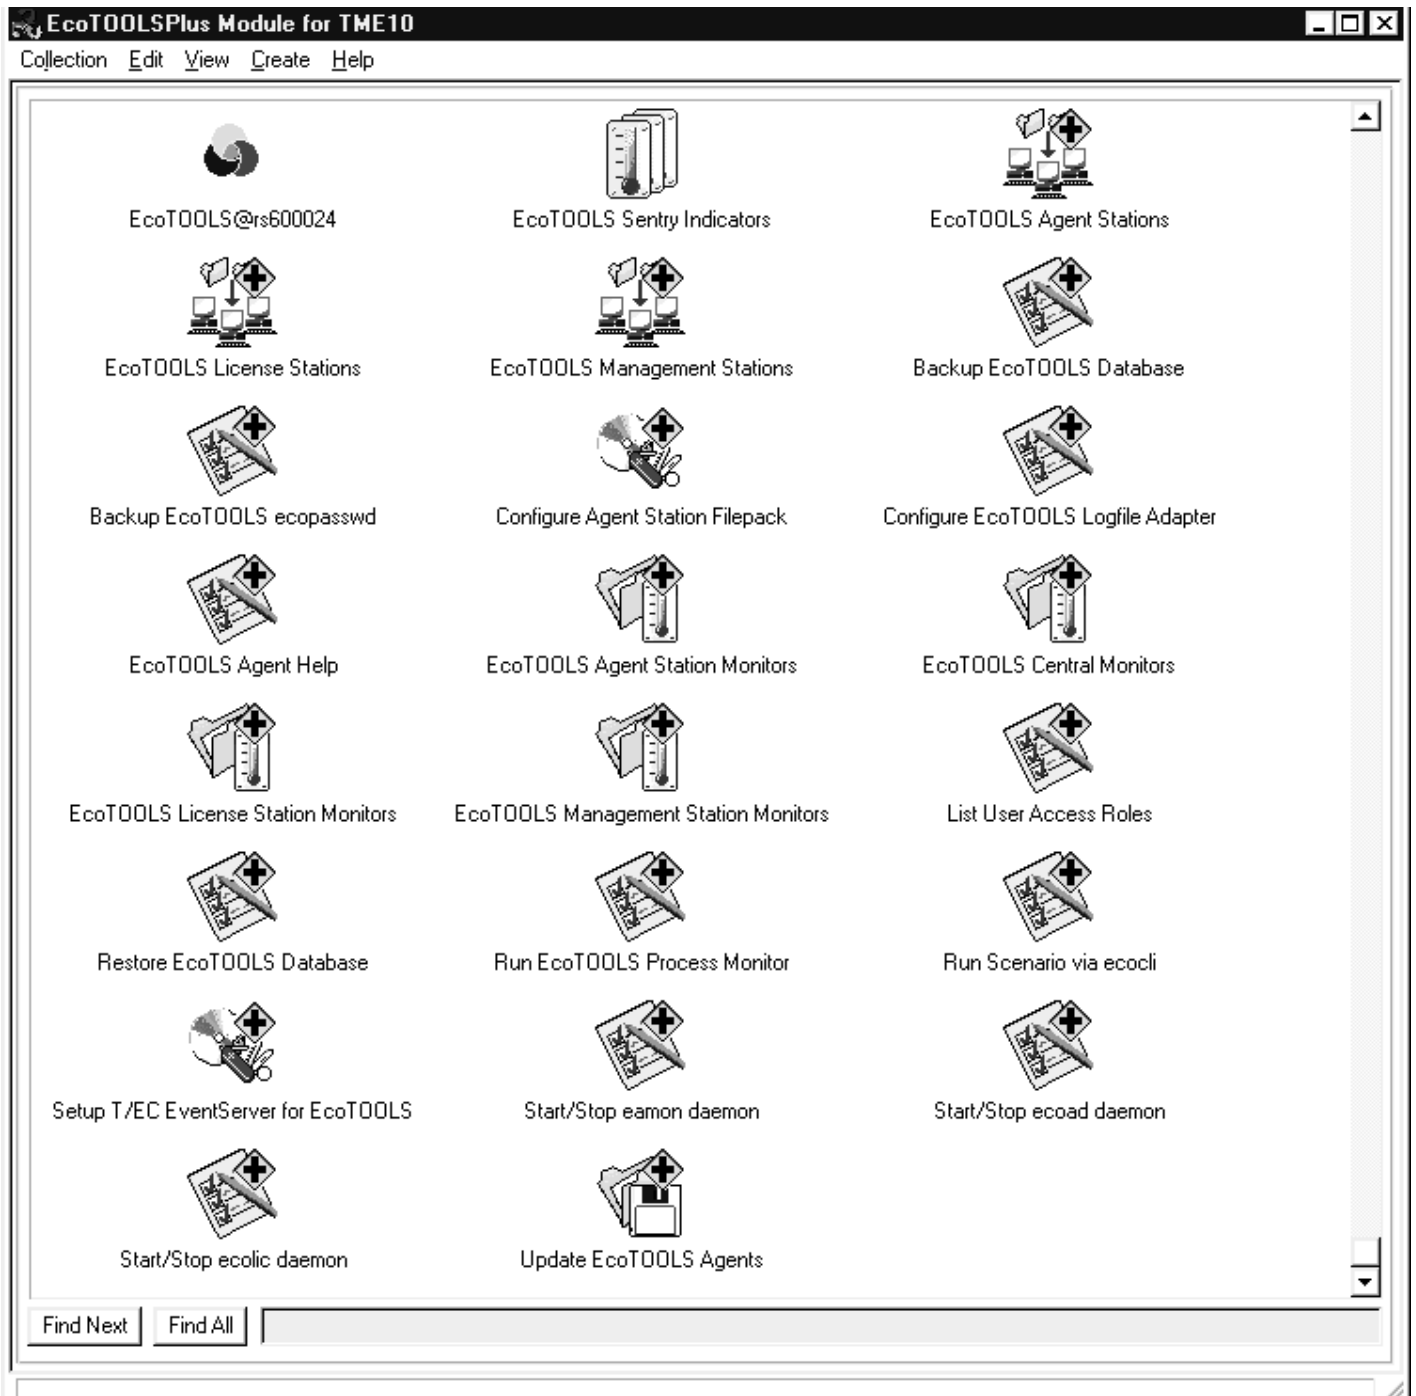 EcoTOOLSPlus Module for TME10
Collection Edit View Create Help
EcoTOOLS@rs600024 EcoTOOLS Sentry Indicators EcoTOOLS Agent Stations
EcoTOOLS License Stations EcoTOOLS Management Stations Backup EcoTOOLS Database
Backup EcoTOOLS ecopasswd Configure Agent Station Filepack Configure EcoTOOLS Logfile Adapter
EcoTOOLS Agent Help EcoTOOLS Agent Station Monitors EcoTOOLS Central Monitors
EcoTOOLS License Station Monitors EcoTOOLS Management Station Monitors List User Access Roles
Restore EcoTOOLS Database Run EcoTOOLS Process Monitor Run Scenario via ecocli
Setup T/EC EventServer for EcoTOOLS Start/Stop eamon daemon Start/Stop ecoad daemon
Start/Stop ecolic daemon Update EcoTOOLS Agents
Find Next Find All